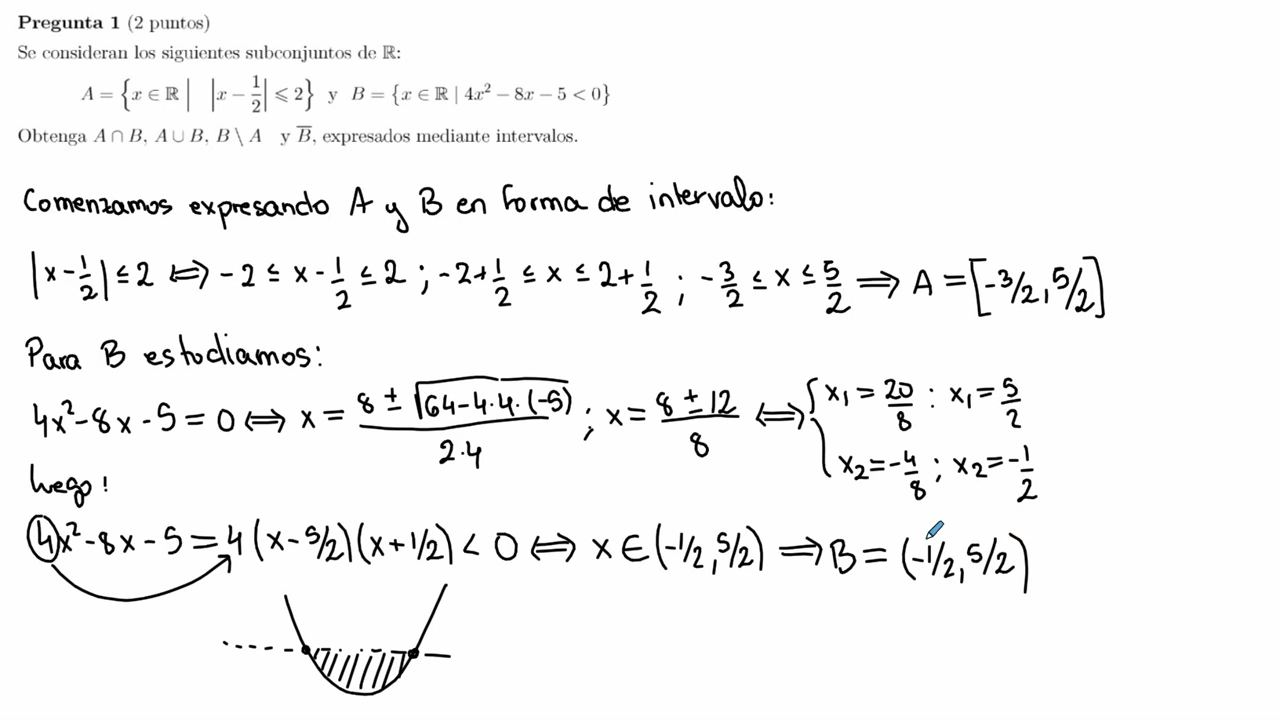 Pregunta 1 (2 puntos)
Se consideran los siguientes subconjuntos de ℝ:
A = {x ∈ ℝ | |x − 1/2| ⩽ 2} y B = {x ∈ ℝ | 4x² − 8x − 5 < 0}
Obtenga A ∩ B, A ∪ B, B \ A y B̅, expresados mediante intervalos.
Comenzamos expresando A y B en forma de intervalo:
|x - 1/2| ≤ 2 ⟺ -2 ≤ x - 1/2 ≤ 2 ; -2 + 1/2 ≤ x ≤ 2 + 1/2 ; -3/2 ≤ x ≤ 5/2 ⟹ A = [-3/2, 5/2]
Para B estudiamos:
4x² - 8x - 5 = 0 ⟺ x = (8 ± √(64 - 4·4·(-5)))/(2·4) ; x = (8 ± 12)/8 ⟺ { x₁ = 20/8 : x₁ = 5/2
x₂ = -4/8 ; x₂ = -1/2
luego:
4x² - 8x - 5 = 4(x - 5/2)(x + 1/2) < 0 ⟺ x ∈ (-1/2, 5/2) ⟹ B = (-1/2, 5/2)